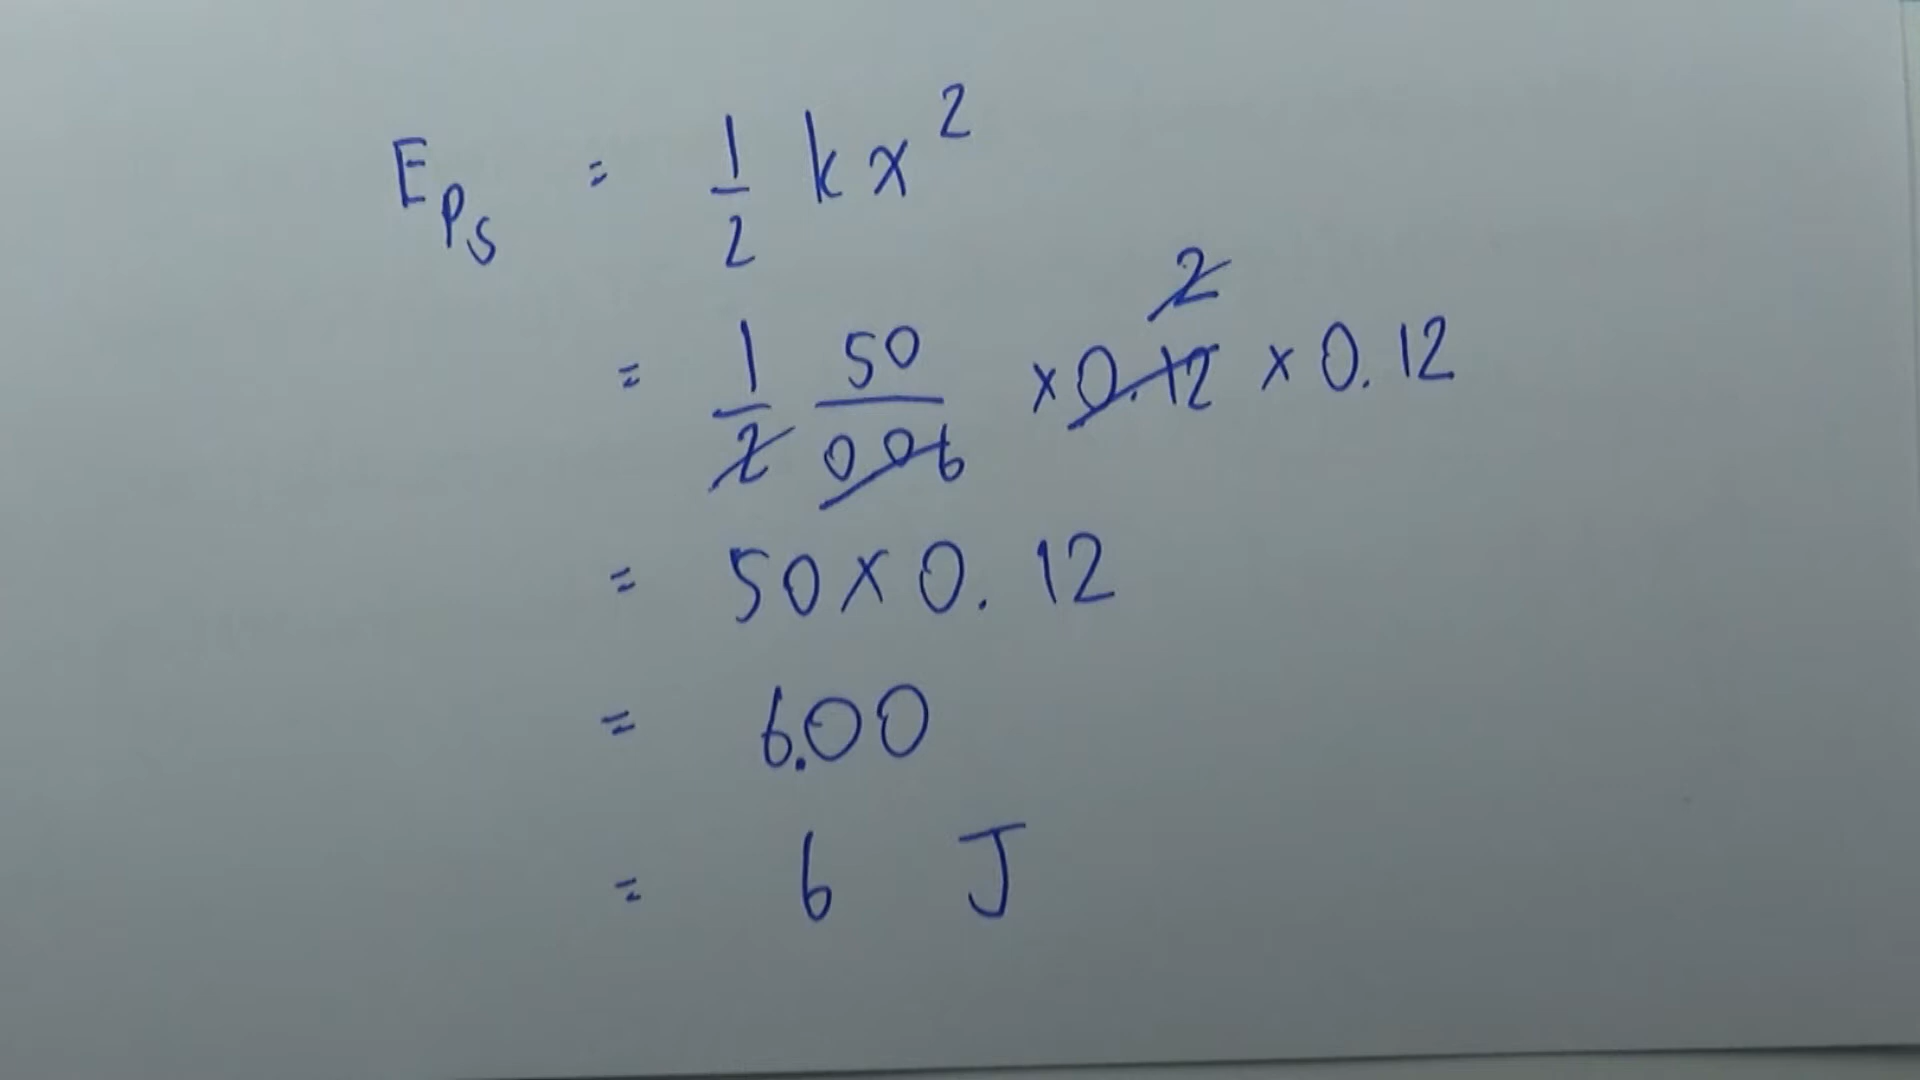 E_Ps = 1/2 kx²
= 1/2 50/0.06 × 0.12 2 × 0.12
= 50 × 0.12
= 6.00
= 6 J